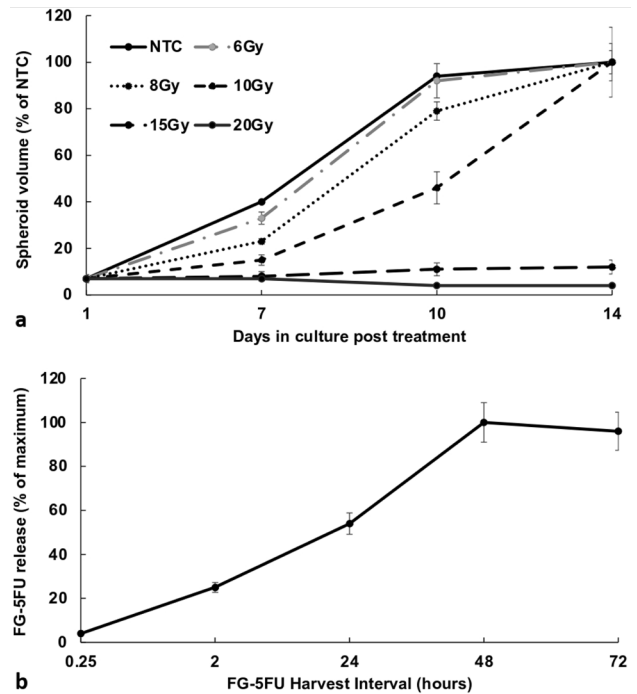 120
100
80
60
40
20
0
Spheroid volume (% of NTC)
NTC 6Gy
8Gy 10Gy
15Gy 20Gy
1 7 10 14
Days in culture post treatment
a
120
100
80
60
40
20
0
FG-5FU release (% of maximum)
0.25 2 24 48 72
FG-5FU Harvest Interval (hours)
b